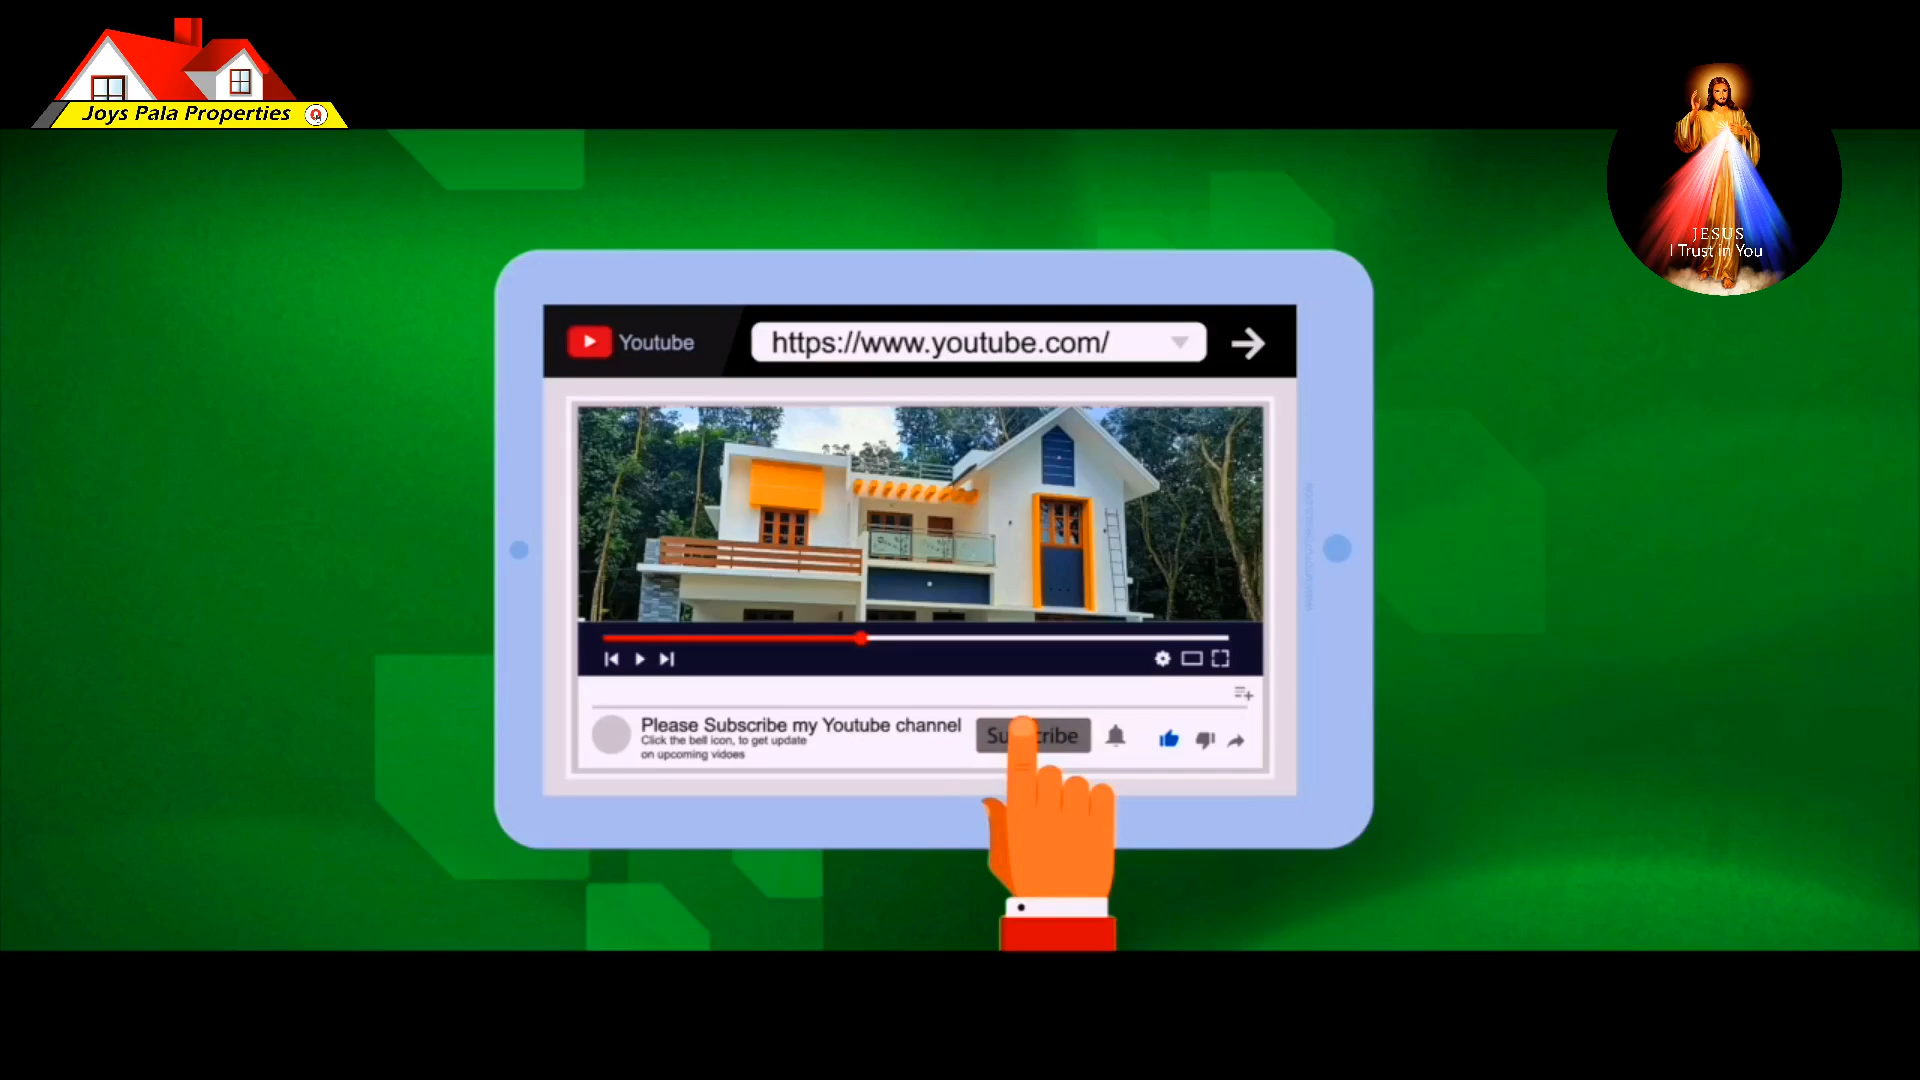 Joys Pala Properties
JESUS
I Trust in You
Youtube
https://www.youtube.com/
Please Subscribe my Youtube channel
Click the bell icon, to get update
on upcoming vidoes